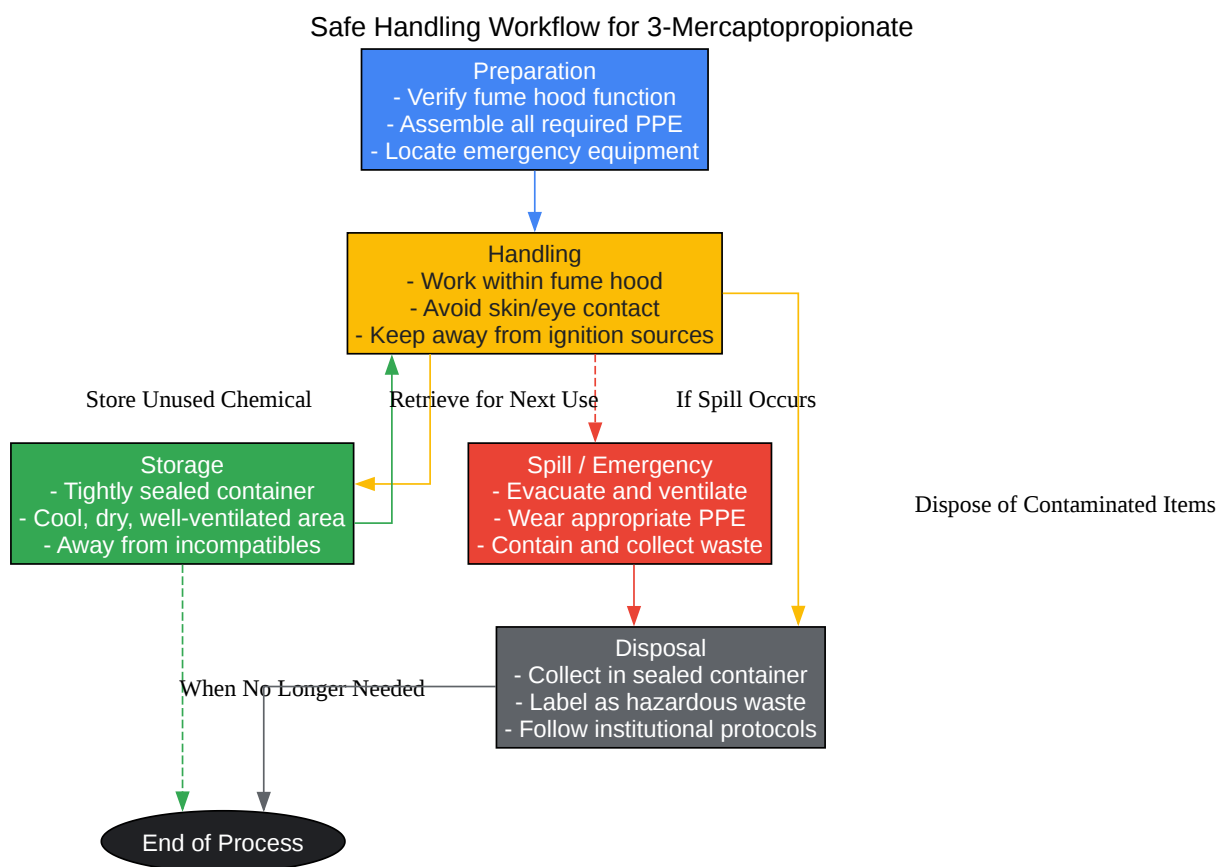 Safe Handling Workflow for 3-Mercaptopropionate
Preparation
- Verify fume hood function
- Assemble all required PPE
- Locate emergency equipment
Handling
- Work within fume hood
- Avoid skin/eye contact
- Keep away from ignition sources
Store Unused Chemical
Retrieve for Next Use
If Spill Occurs
Storage
- Tightly sealed container
- Cool, dry, well-ventilated area
- Away from incompatibles
Spill / Emergency
- Evacuate and ventilate
- Wear appropriate PPE
- Contain and collect waste
Dispose of Contaminated Items
Disposal
- Collect in sealed container
- Label as hazardous waste
- Follow institutional protocols
When No Longer Needed
End of Process